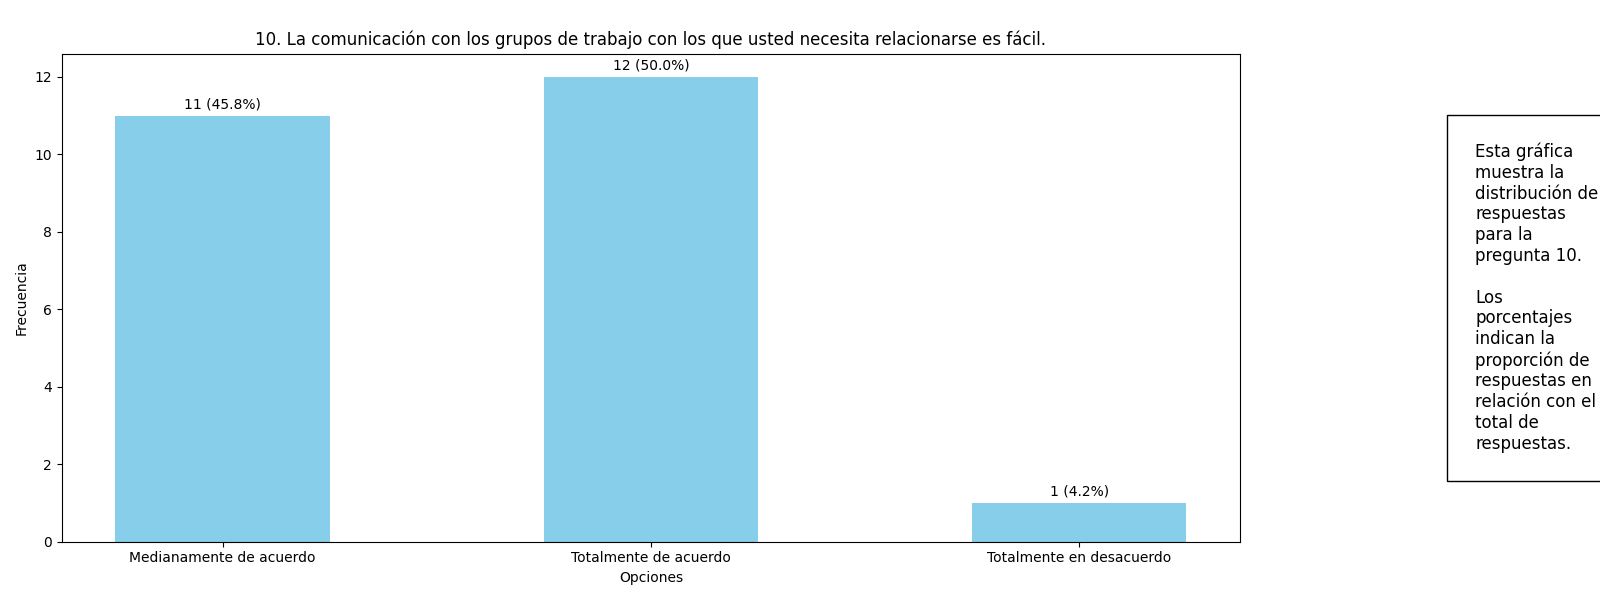 10. La comunicación con los grupos de trabajo con los que usted necesita relacionarse es fácil.
12
10
8
6
4
2
0
Frecuencia
11 (45.8%)
12 (50.0%)
1 (4.2%)
Medianamente de acuerdo
Totalmente de acuerdo
Totalmente en desacuerdo
Opciones
Esta gráfica
muestra la
distribución de
respuestas
para la
pregunta 10.
Los
porcentajes
indican la
proporción de
respuestas en
relación con el
total de
respuestas.